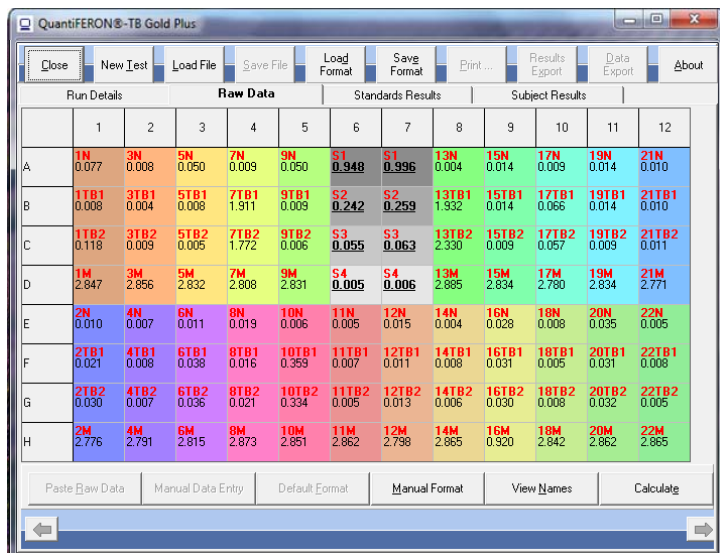 QuantiFERON®-TB Gold Plus
Close New Test Load File Save File Load Format Save Format Print ... Results Export Data Export About
Run Details Raw Data Standards Results Subject Results
1 2 3 4 5 6 7 8 9 10 11 12
1N 3N 5N 7N 9N S1 S1 13N 15N 17N 19N 21N
A 0.077 0.008 0.050 0.009 0.050 0.948 0.996 0.004 0.014 0.009 0.014 0.010
1TB1 3TB1 5TB1 7TB1 9TB1 S2 S2 13TB1 15TB1 17TB1 19TB1 21TB1
B 0.008 0.004 0.008 1.911 0.009 0.242 0.259 1.932 0.014 0.066 0.014 0.010
1TB2 3TB2 5TB2 7TB2 9TB2 S3 S3 13TB2 15TB2 17TB2 19TB2 21TB2
C 0.118 0.009 0.005 1.772 0.006 0.055 0.063 2.330 0.009 0.057 0.009 0.011
1M 3M 5M 7M 9M S4 S4 13M 15M 17M 19M 21M
D 2.847 2.856 2.832 2.808 2.831 0.005 0.006 2.885 2.834 2.780 2.834 2.771
2N 4N 6N 8N 10N 11N 12N 14N 16N 18N 20N 22N
E 0.010 0.007 0.011 0.019 0.006 0.005 0.015 0.004 0.028 0.008 0.035 0.005
2TB1 4TB1 6TB1 8TB1 10TB1 11TB1 12TB1 14TB1 16TB1 18TB1 20TB1 22TB1
F 0.021 0.008 0.038 0.016 0.359 0.007 0.011 0.008 0.031 0.005 0.031 0.008
2TB2 4TB2 6TB2 8TB2 10TB2 11TB2 12TB2 14TB2 16TB2 18TB2 20TB2 22TB2
G 0.030 0.007 0.036 0.021 0.334 0.005 0.013 0.006 0.030 0.008 0.032 0.005
2M 4M 6M 8M 10M 11M 12M 14M 16M 18M 20M 22M
H 2.776 2.791 2.815 2.873 2.851 2.862 2.798 2.865 0.920 2.842 2.862 2.865
Paste Raw Data Manual Data Entry Default Format Manual Format View Names Calculate